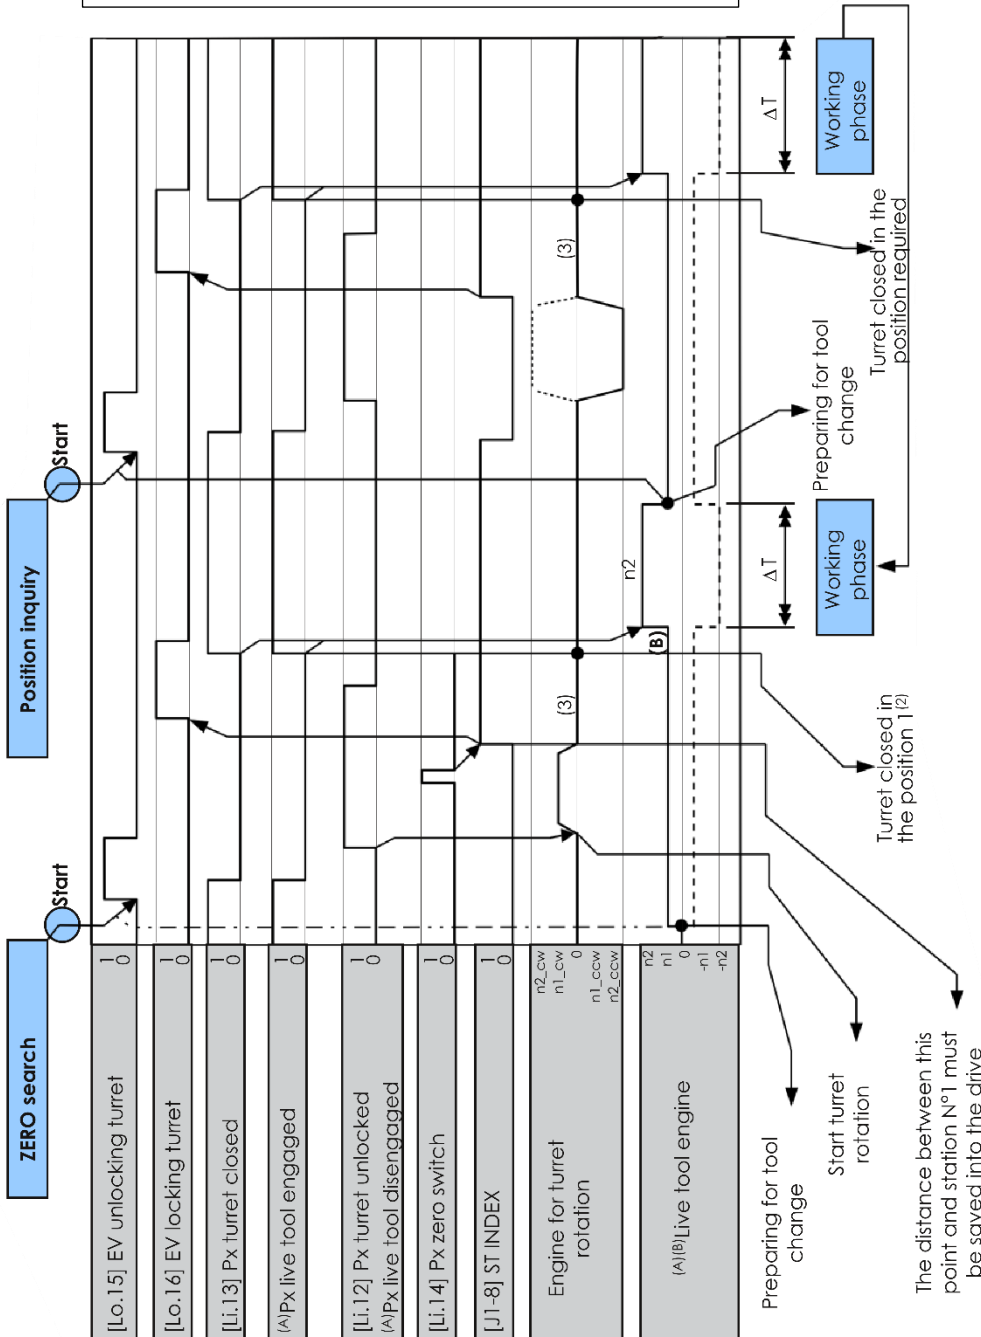 ZERO search
Position inquiry
Start
Start
[Lo.15] EV unlocking turret
1
0
[Lo.16] EV locking turret
1
0
[Li.13] Px turret closed
1
0
(A)Px live tool engaged
1
0
[Li.12] Px turret unlocked
(A)Px live tool disengaged
1
0
[Li.14] Px zero switch
1
0
[J1-8] ST INDEX
1
0
Engine for turret
rotation
n2_cw
n1_cw
0
n1_ccw
n2_ccw
(3)
(3)
(A)(B)Live tool engine
n2
n1
0
-n1
-n2
(B)
n2
ΔT
ΔT
Working
phase
Working
phase
Preparing for tool
change
Start turret
rotation
The distance between this
point and station N°1 must
be saved into the drive
Turret closed in
the position 1 (2)
Preparing for tool
change
Turret closed in the
position required